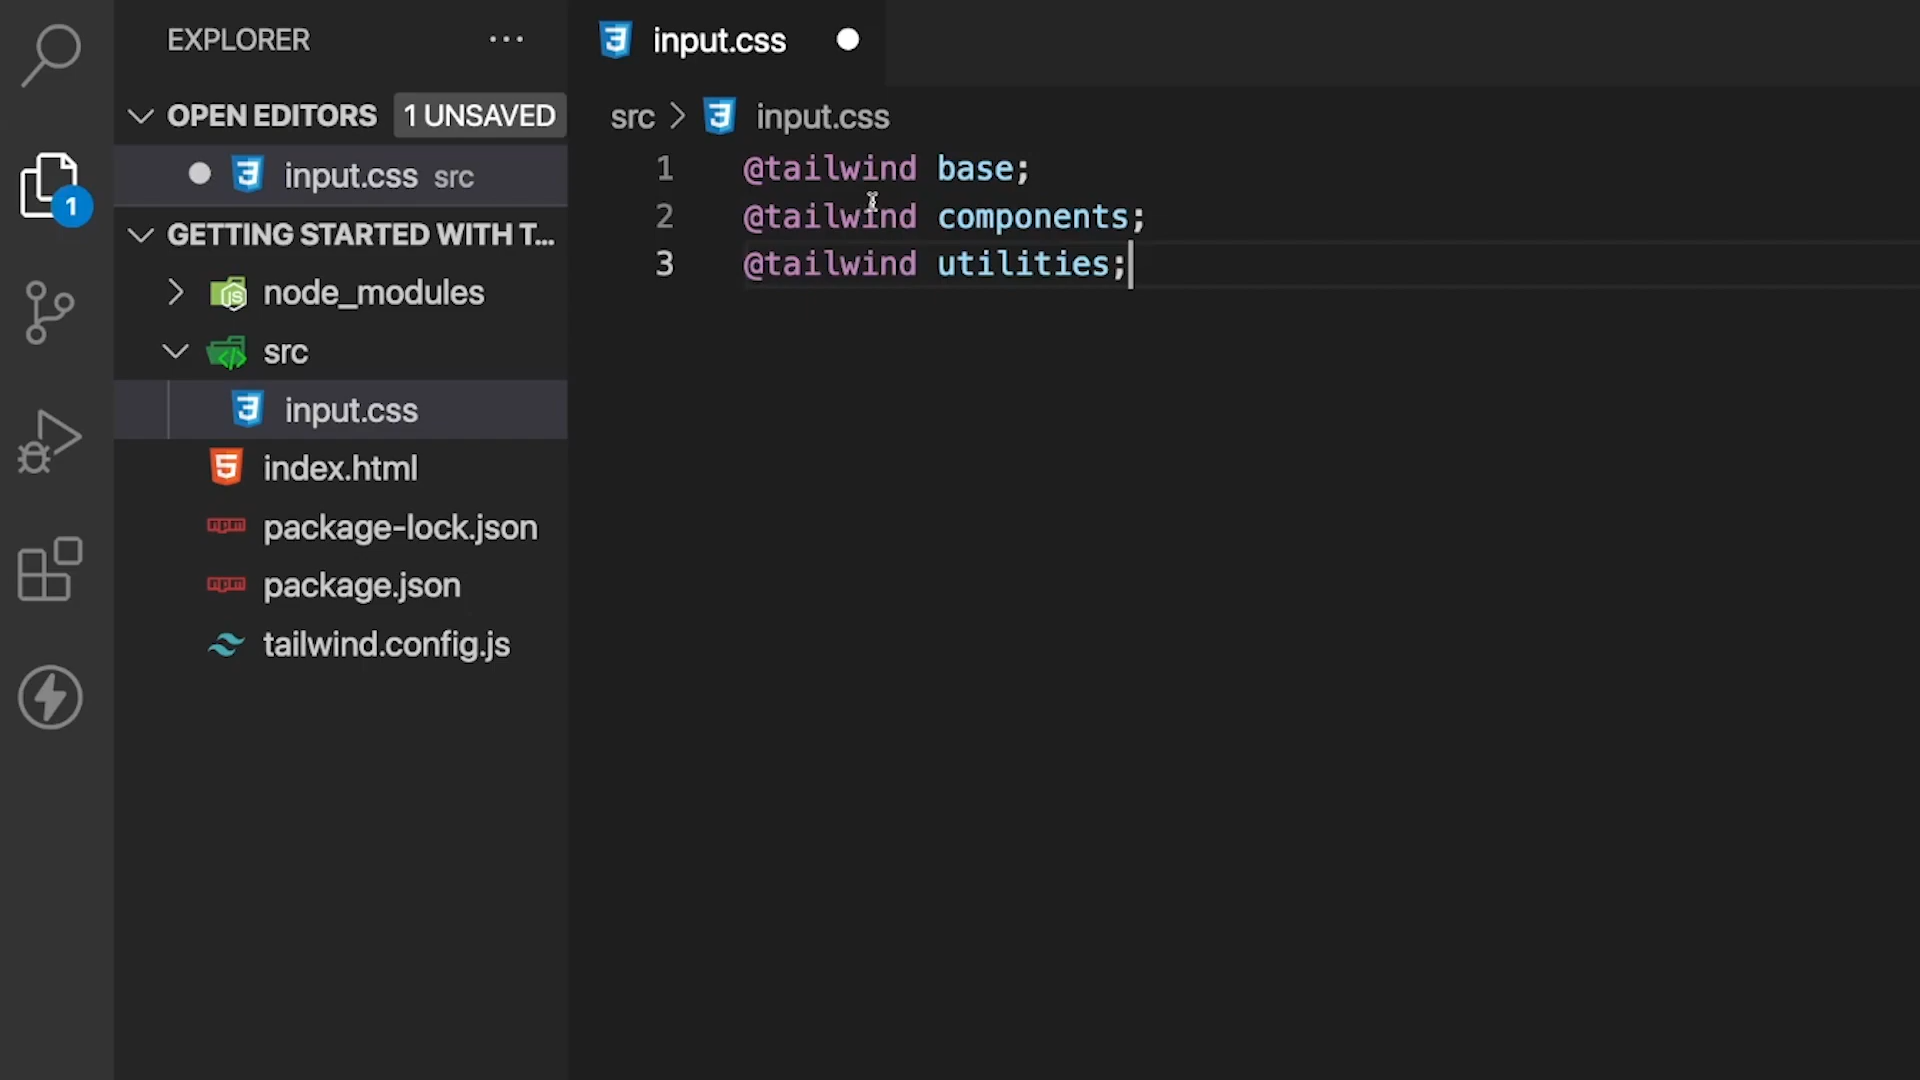 EXPLORER
OPEN EDITORS 1 UNSAVED
input.css src
GETTING STARTED WITH T...
node_modules
src
input.css
index.html
package-lock.json
package.json
tailwind.config.js
1
input.css
src > input.css
1 @tailwind base;
2 @tailwind components;
3 @tailwind utilities;